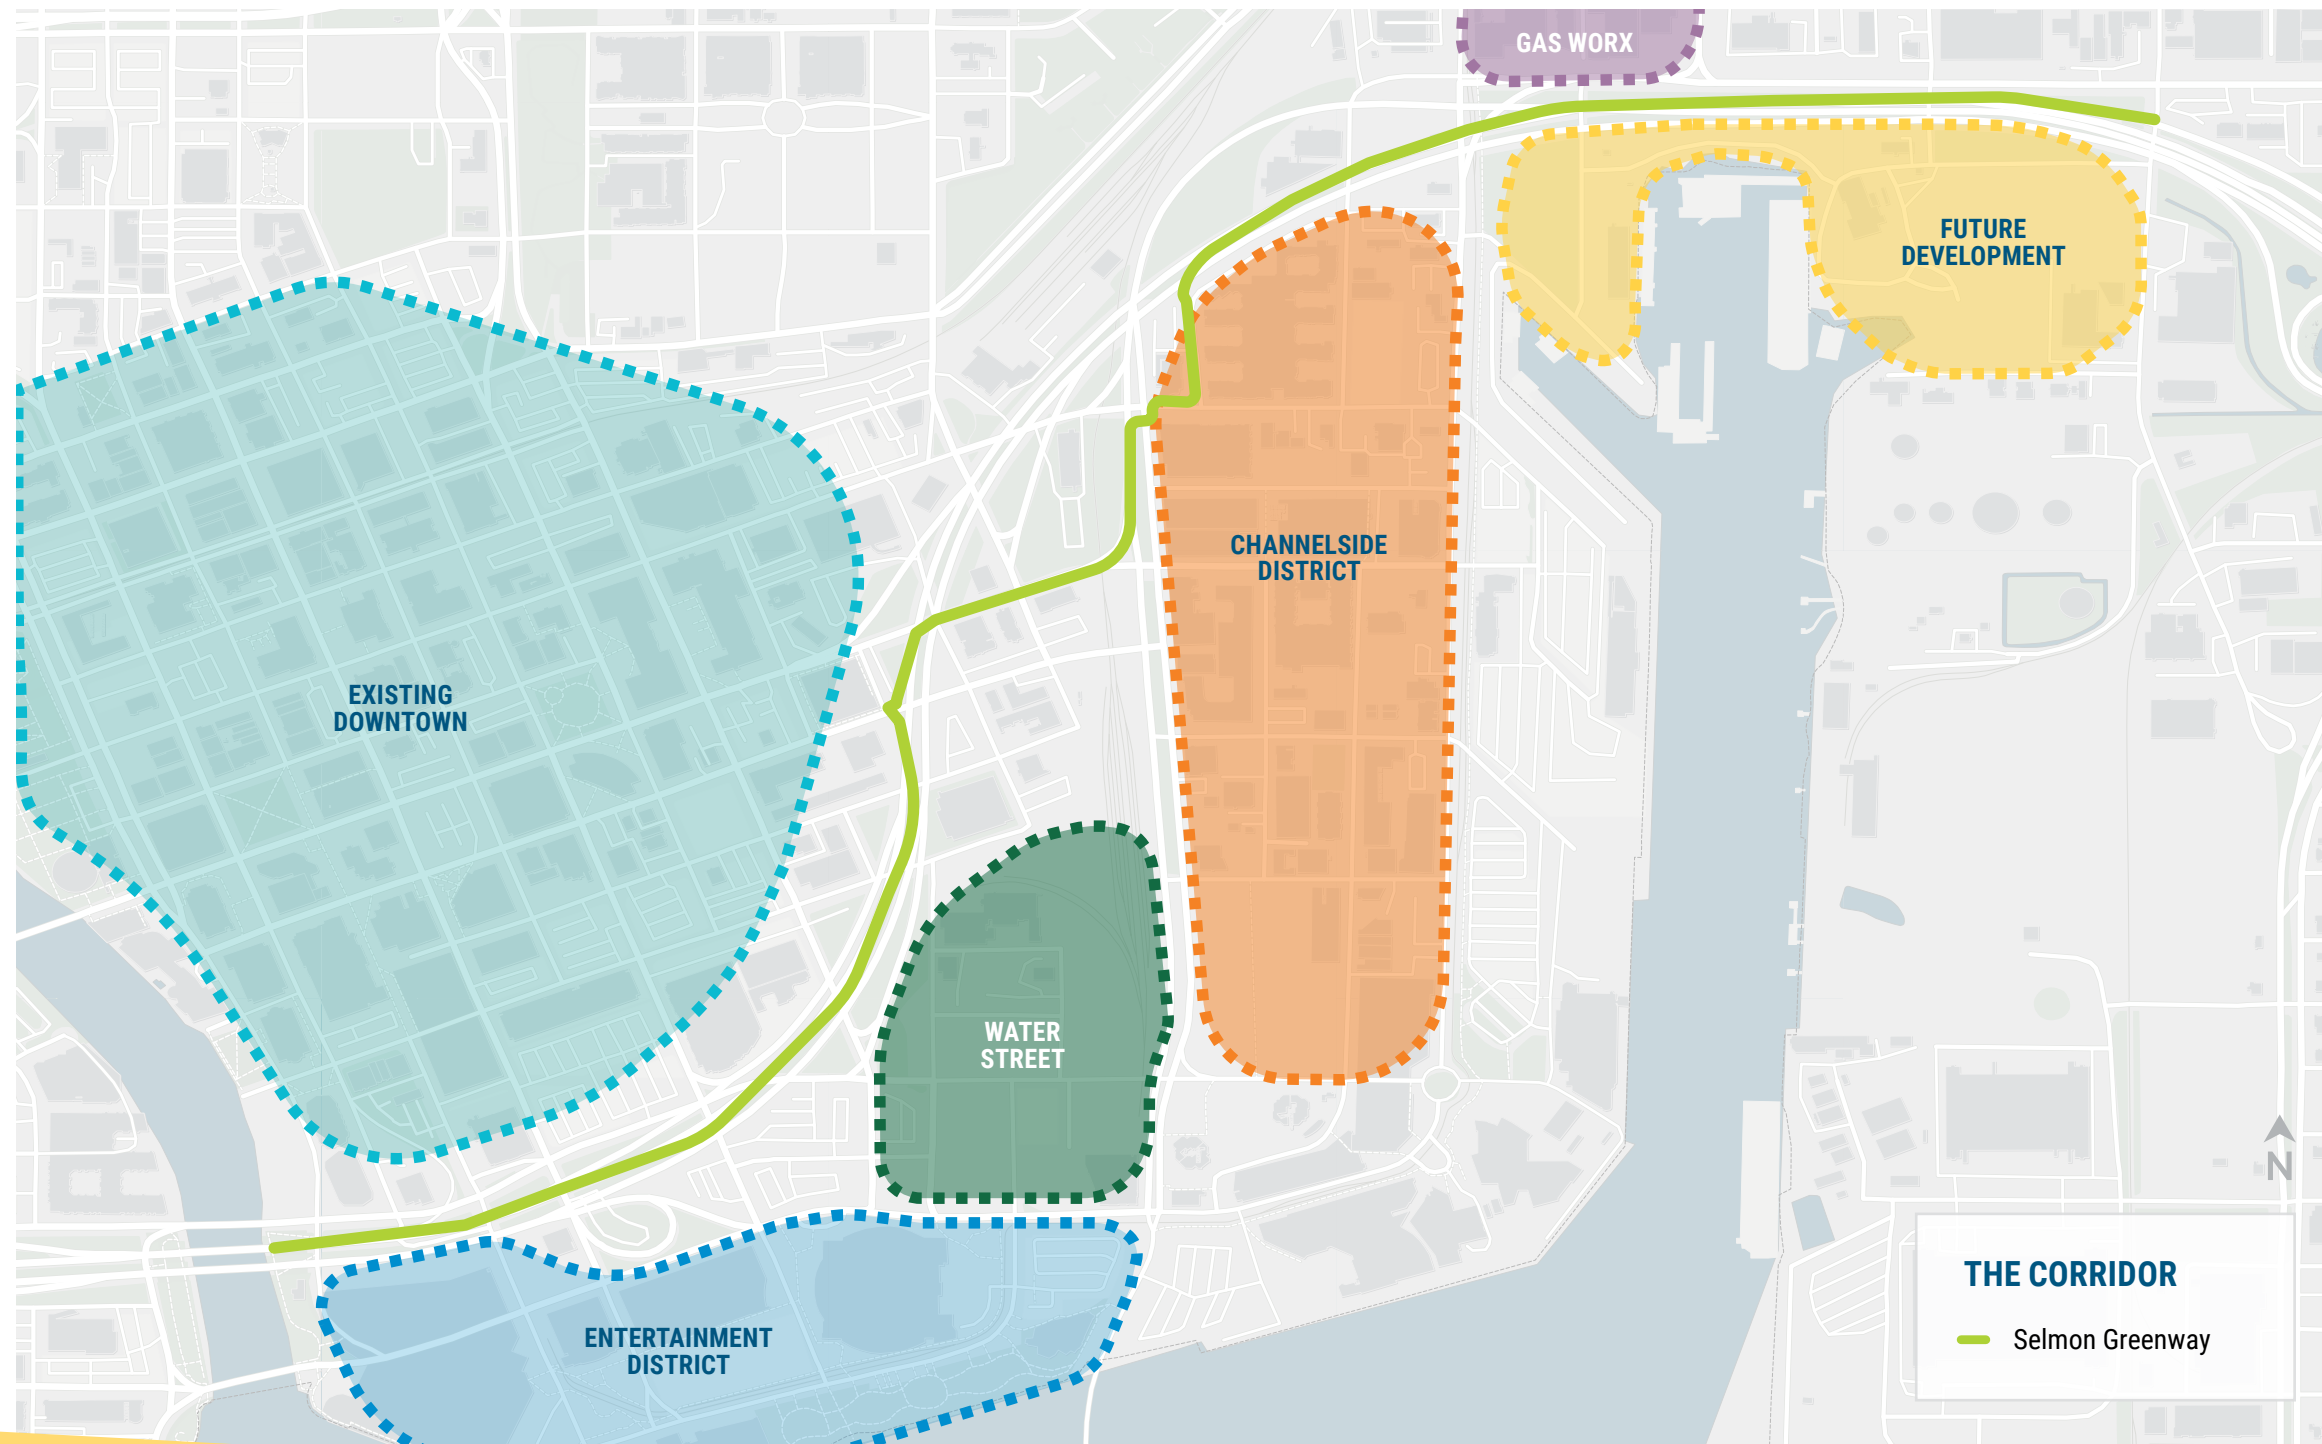 GAS WORX
FUTURE
DEVELOPMENT
CHANNELSIDE
DISTRICT
EXISTING
DOWNTOWN
WATER
STREET
N
THE CORRIDOR
Selmon Greenway
ENTERTAINMENT
DISTRICT